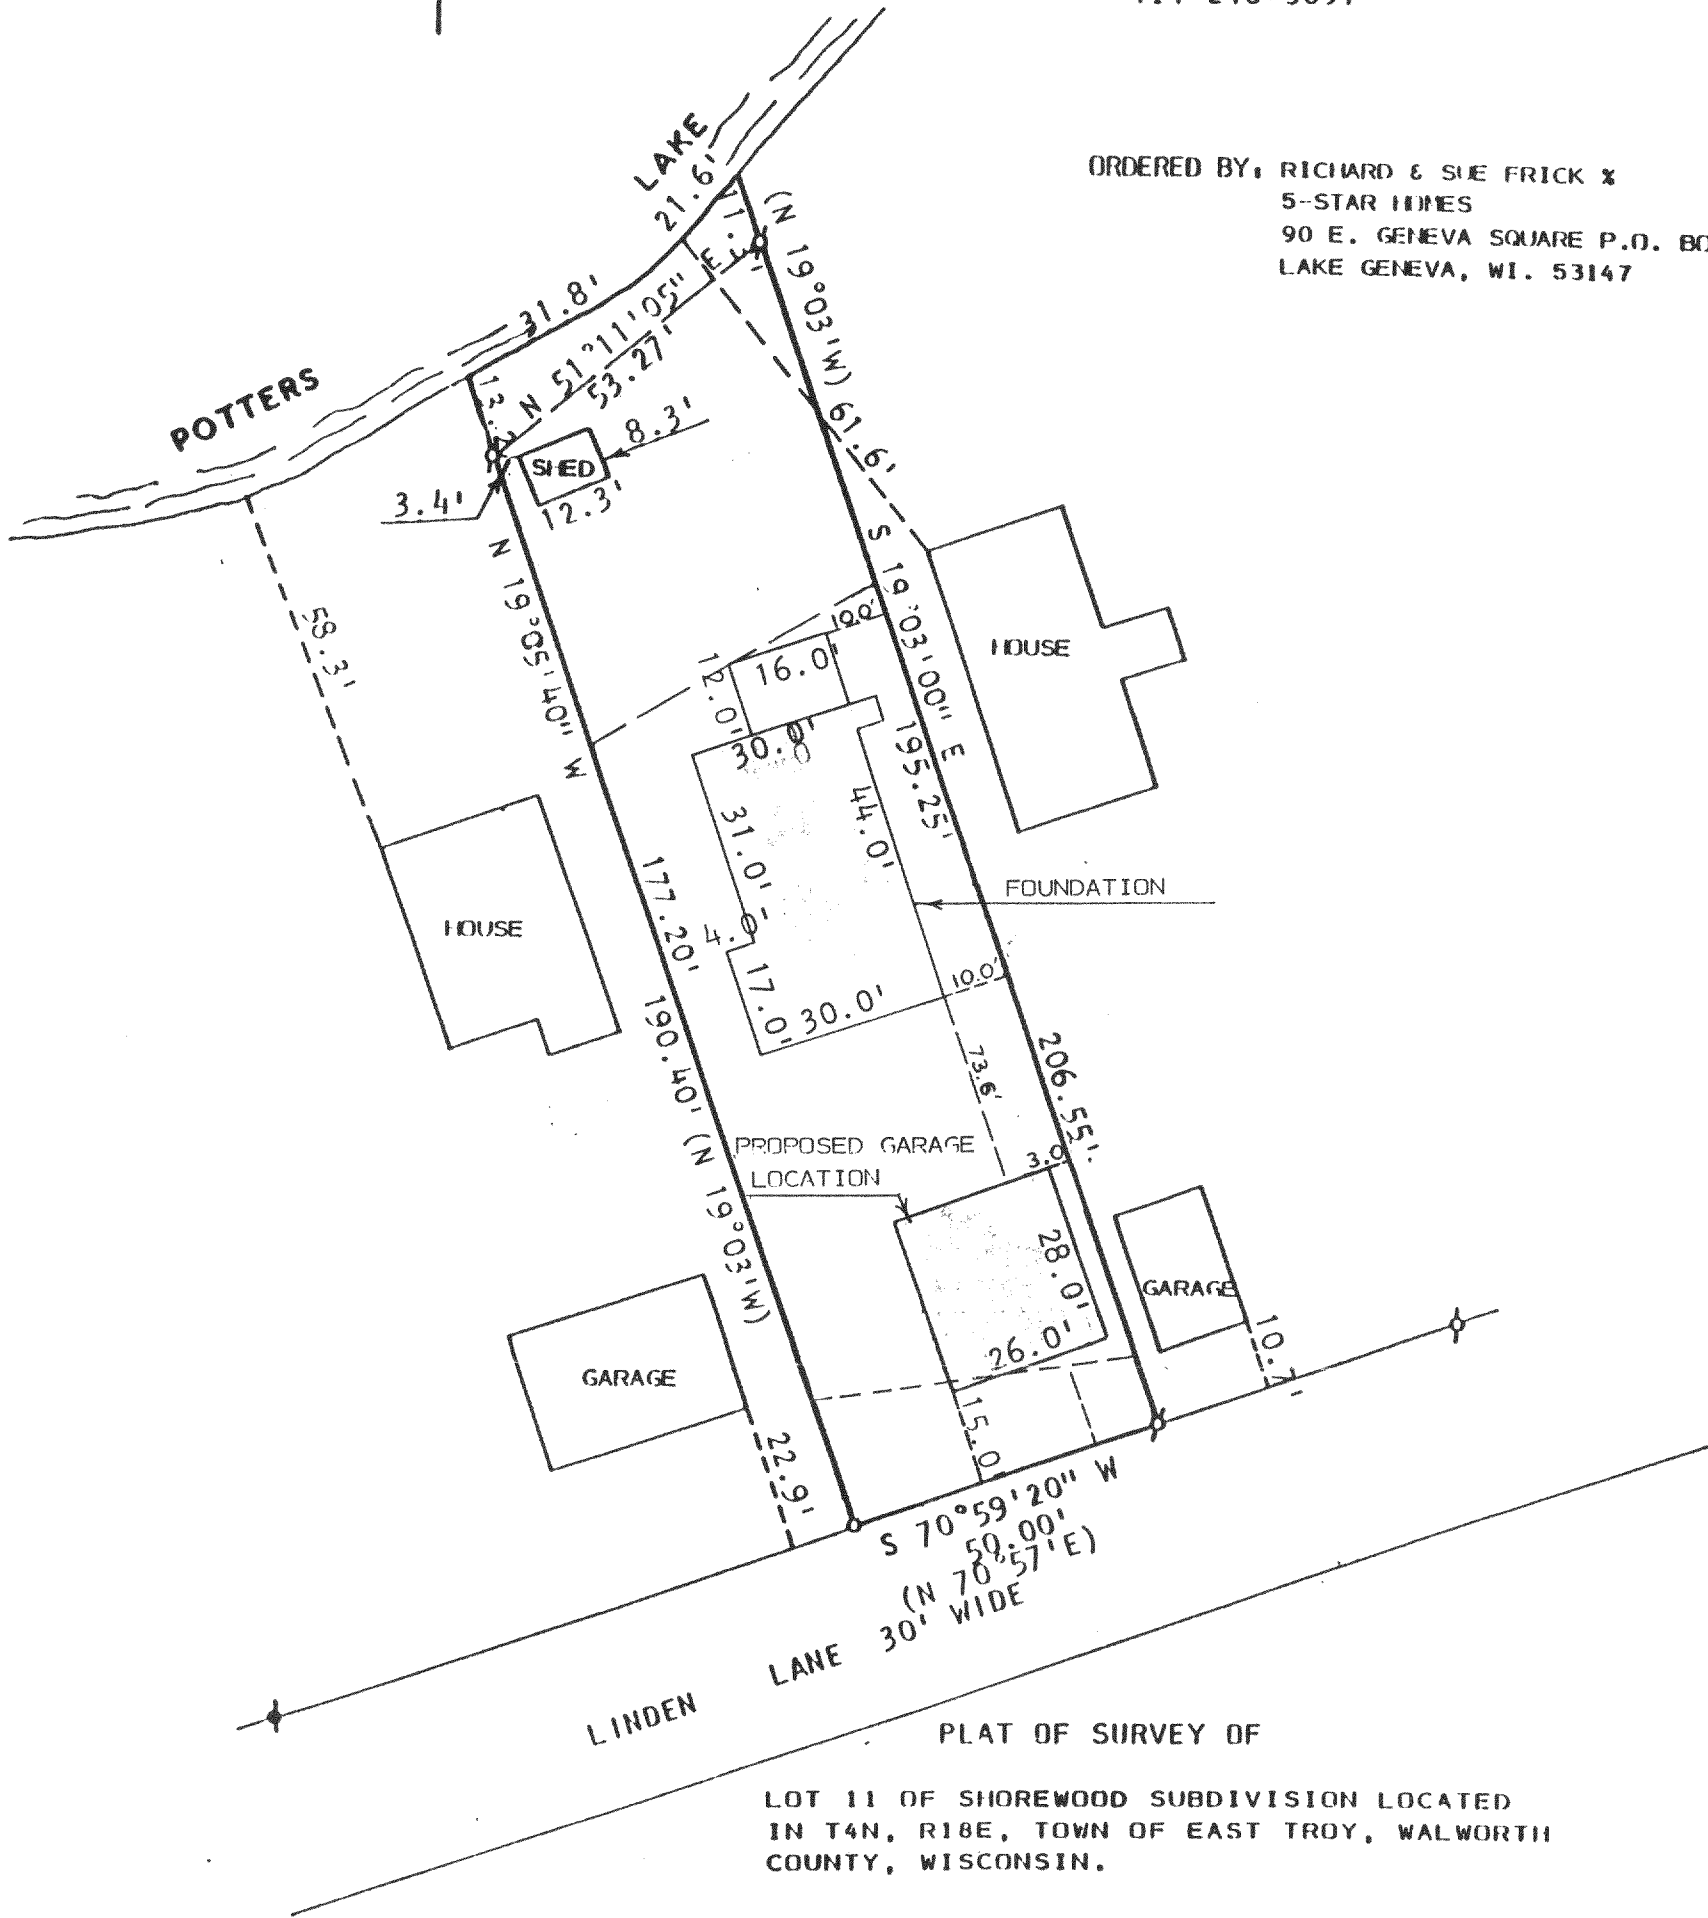 ORDERED BY: RICHARD & SUE FRICK %
5-STAR HOMES
90 E. GENEVA SQUARE P.O.
LAKE GENEVA, WI. 53147
POTTERS
LAKE
21.6'
31.8'
N 51°11'05" E
53.27'
(N 19°03'W)
61.6'
SHED
8.3'
12.3'
3.4'
58.3'
N 19°05'40" W
S 19°03'00" E
HOUSE
10.0'
16.0'
12.0'
30.0'
195.25'
44.0'
31.0'
FOUNDATION
HOUSE
177.20'
4.0
17.0'
30.0'
10.0'
190.40' (N 19°03'W)
73.6'
206.55'
PROPOSED GARAGE
LOCATION
3.0'
28.0'
26.0'
GARAGE
10.7'
GARAGE
22.9'
15.0'
S 70°59'20" W
50.00'
(N 70°57'E)
LINDEN LANE 30' WIDE
PLAT OF SURVEY OF
LOT 11 OF SHOREWOOD SUBDIVISION LOCATED
IN T4N, R18E, TOWN OF EAST TROY, WALWORTH
COUNTY, WISCONSIN.